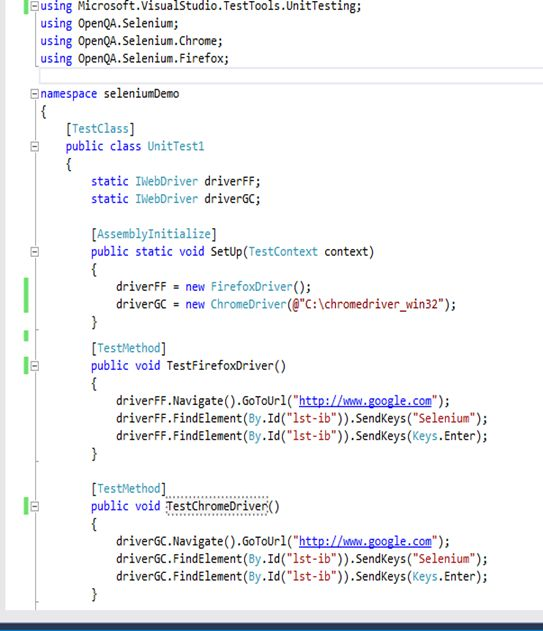 using Microsoft.VisualStudio.TestTools.UnitTesting;
using OpenQA.Selenium;
using OpenQA.Selenium.Chrome;
using OpenQA.Selenium.Firefox;
namespace seleniumDemo
{
[TestClass]
public class UnitTest1
{
static IWebDriver driverFF;
static IWebDriver driverGC;
[AssemblyInitialize]
public static void SetUp(TestContext context)
{
driverFF = new FirefoxDriver();
driverGC = new ChromeDriver(@"C:\chromedriver_win32");
}
[TestMethod]
public void TestFirefoxDriver()
{
driverFF.Navigate().GoToUrl("http://www.google.com");
driverFF.FindElement(By.Id("lst-ib")).SendKeys("Selenium");
driverFF.FindElement(By.Id("lst-ib")).SendKeys(Keys.Enter);
}
[TestMethod]
public void TestChromeDriver()
{
driverGC.Navigate().GoToUrl("http://www.google.com");
driverGC.FindElement(By.Id("lst-ib")).SendKeys("Selenium");
driverGC.FindElement(By.Id("lst-ib")).SendKeys(Keys.Enter);
}